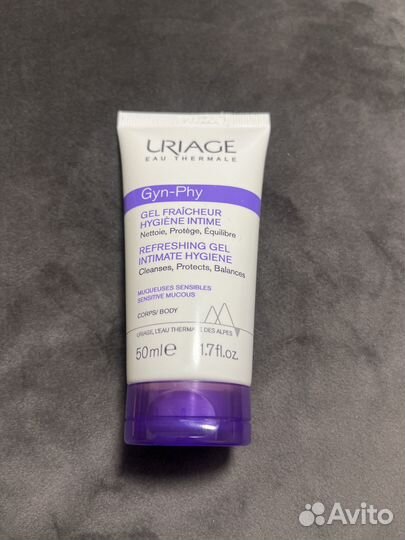 URIAGE
EAU THERMALE
Gyn-Phy
GEL FRAÎCHEUR
HYGIÈNE INTIME
Nettoie, Protège, Équilibre
REFRESHING GEL
INTIMATE HYGIENE
Cleanses, Protects, Balances
MUQUEUSES SENSIBLES
SENSITIVE MUCOUS
CORPS/ BODY
URIAGE, L'EAU THERMALE DES ALPES
50ml℮ 1.7fl.oz.
Avito